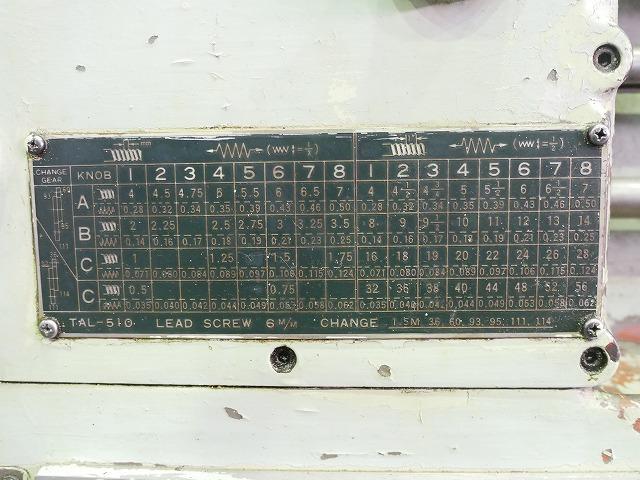 mm
CHANGE GEAR KNOB 1 2 3 4 5 6 7 8 1 2 3 4 5 6 7 8
A 4 4.5 4.75 5 5.5 6 6.5 7 4 4½ 5 5½ 6 6½ 7
0.28 0.32 0.34 0.35 0.39 0.43 0.46 0.50 0.28 0.32 0.34 0.35 0.39 0.43 0.46 0.50
B 2 2.25 2.5 2.75 3 3.25 3.5 8 9 10 11 12 13 14
0.14 0.16 0.17 0.18 0.19 0.21 0.23 0.25 0.14 0.16 0.17 0.19 0.21 0.23 0.25
C 1 1.25 1.5 1.75 16 18 19 20 22 24 26 28
0.071 0.080 0.084 0.089 0.097 0.106 0.115 0.124 0.071 0.080 0.084 0.089 0.097 0.106 0.115 0.124
C 0.5 0.75 32 36 38 40 44 48 52 56
0.035 0.040 0.042 0.044 0.049 0.053 0.058 0.062 0.035 0.040 0.042 0.044 0.049 0.053 0.058 0.062
TAL-510 LEAD SCREW 6 M/M CHANGE 1.5M 36. 60. 93. 95. 111. 114